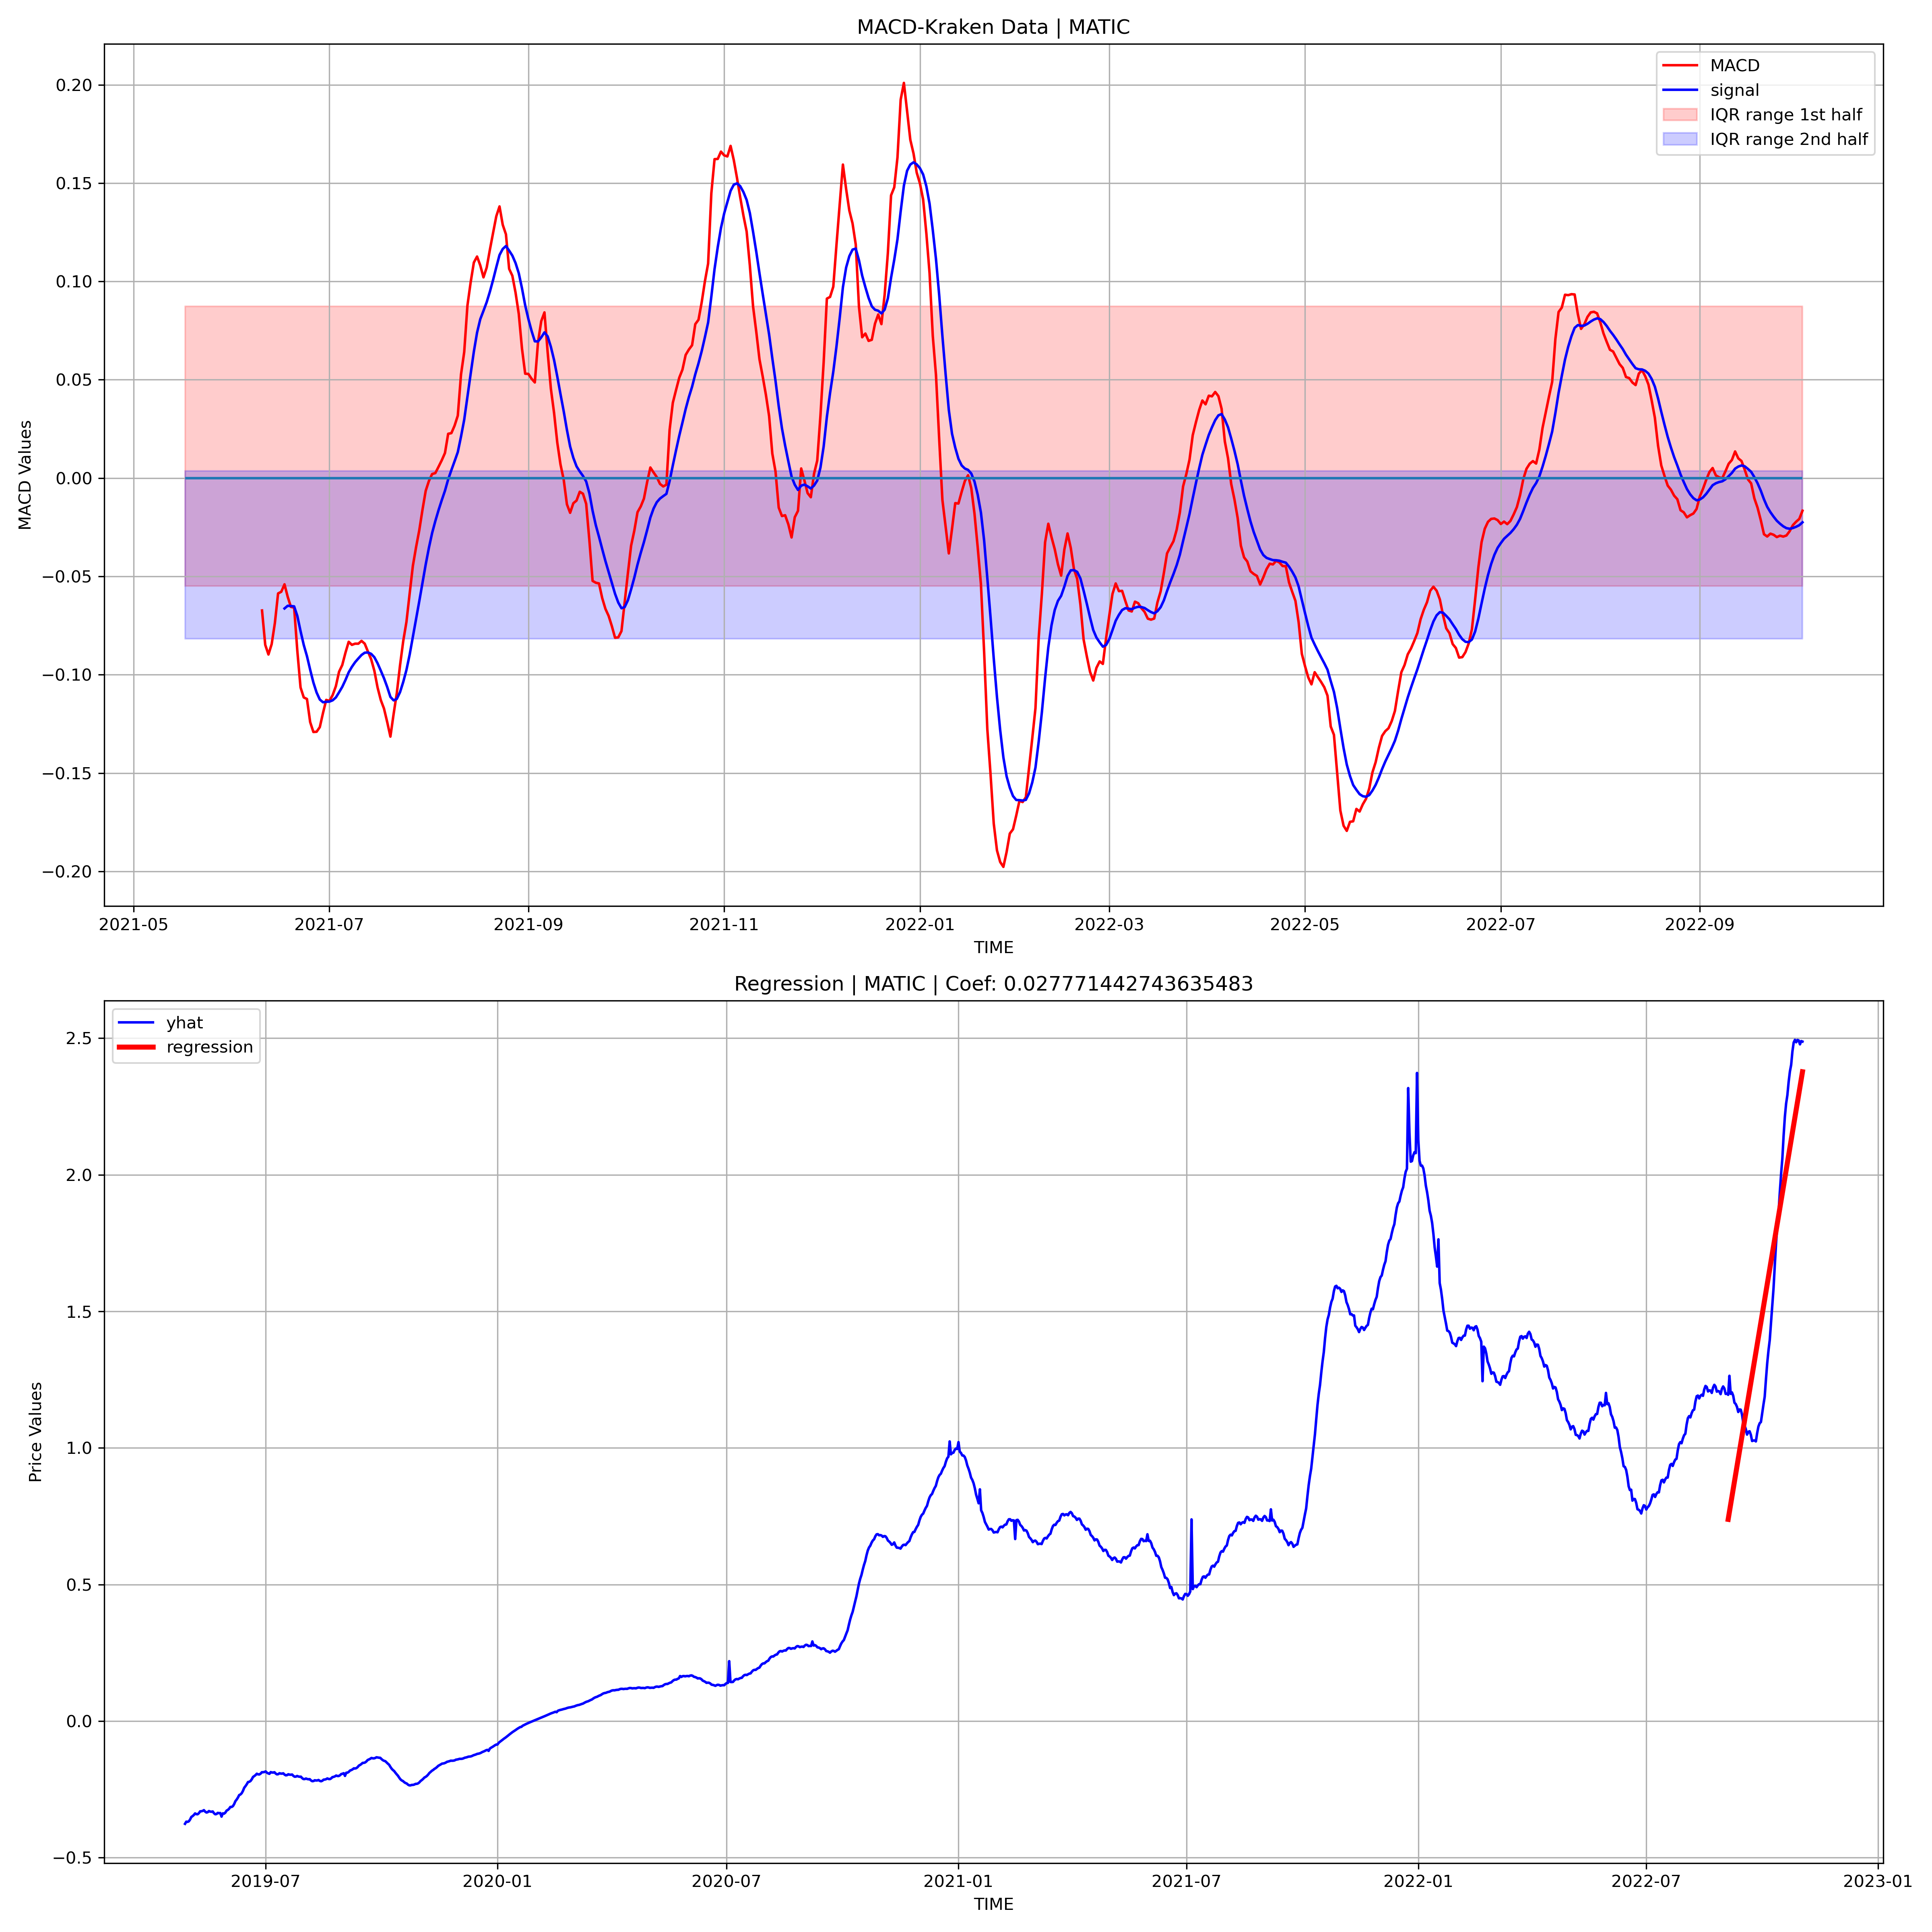 MACD-Kraken Data | MATIC
MACD Values
0.20
0.15
0.10
0.05
0.00
−0.05
−0.10
−0.15
−0.20
MACD
signal
IQR range 1st half
IQR range 2nd half
2021-05 2021-07 2021-09 2021-11 2022-01 2022-03 2022-05 2022-07 2022-09
TIME
Regression | MATIC | Coef: 0.027771442743635483
Price Values
yhat
regression
2.5
2.0
1.5
1.0
0.5
0.0
−0.5
2019-07 2020-01 2020-07 2021-01 2021-07 2022-01 2022-07 2023-01
TIME